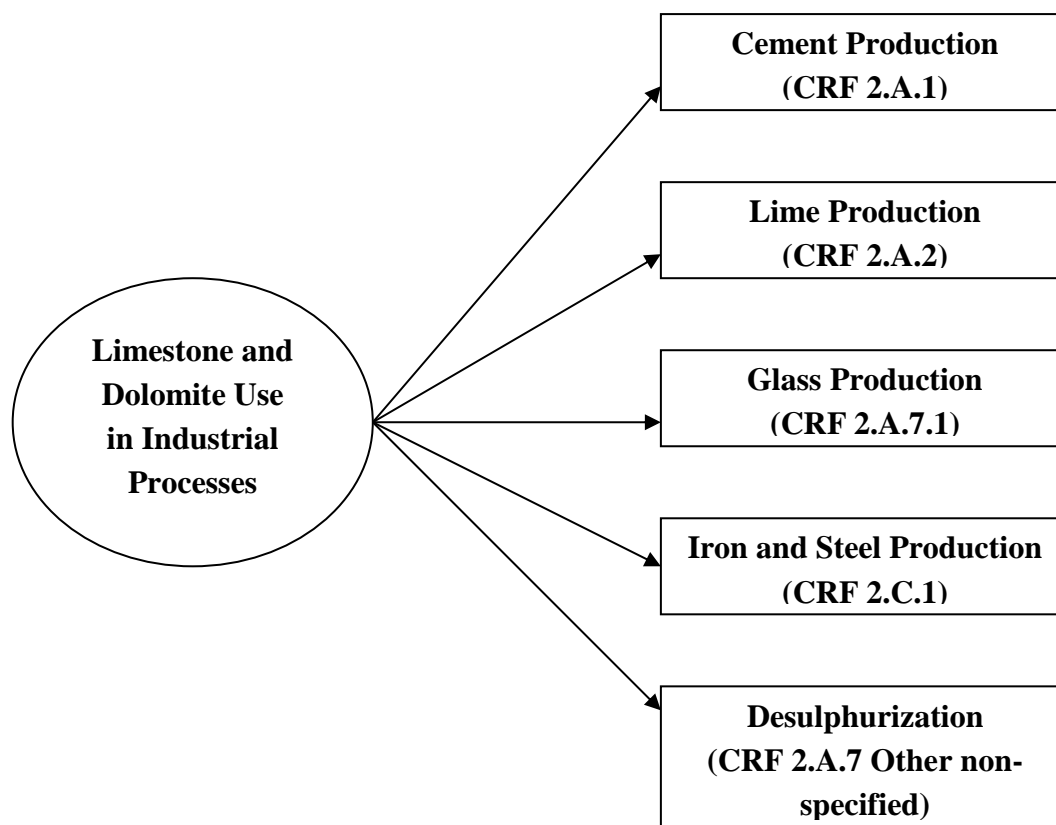 Cement Production
(CRF 2.A.1)
Lime Production
(CRF 2.A.2)
Limestone and
Dolomite Use
in Industrial
Processes
Glass Production
(CRF 2.A.7.1)
Iron and Steel Production
(CRF 2.C.1)
Desulphurization
(CRF 2.A.7 Other non-
specified)